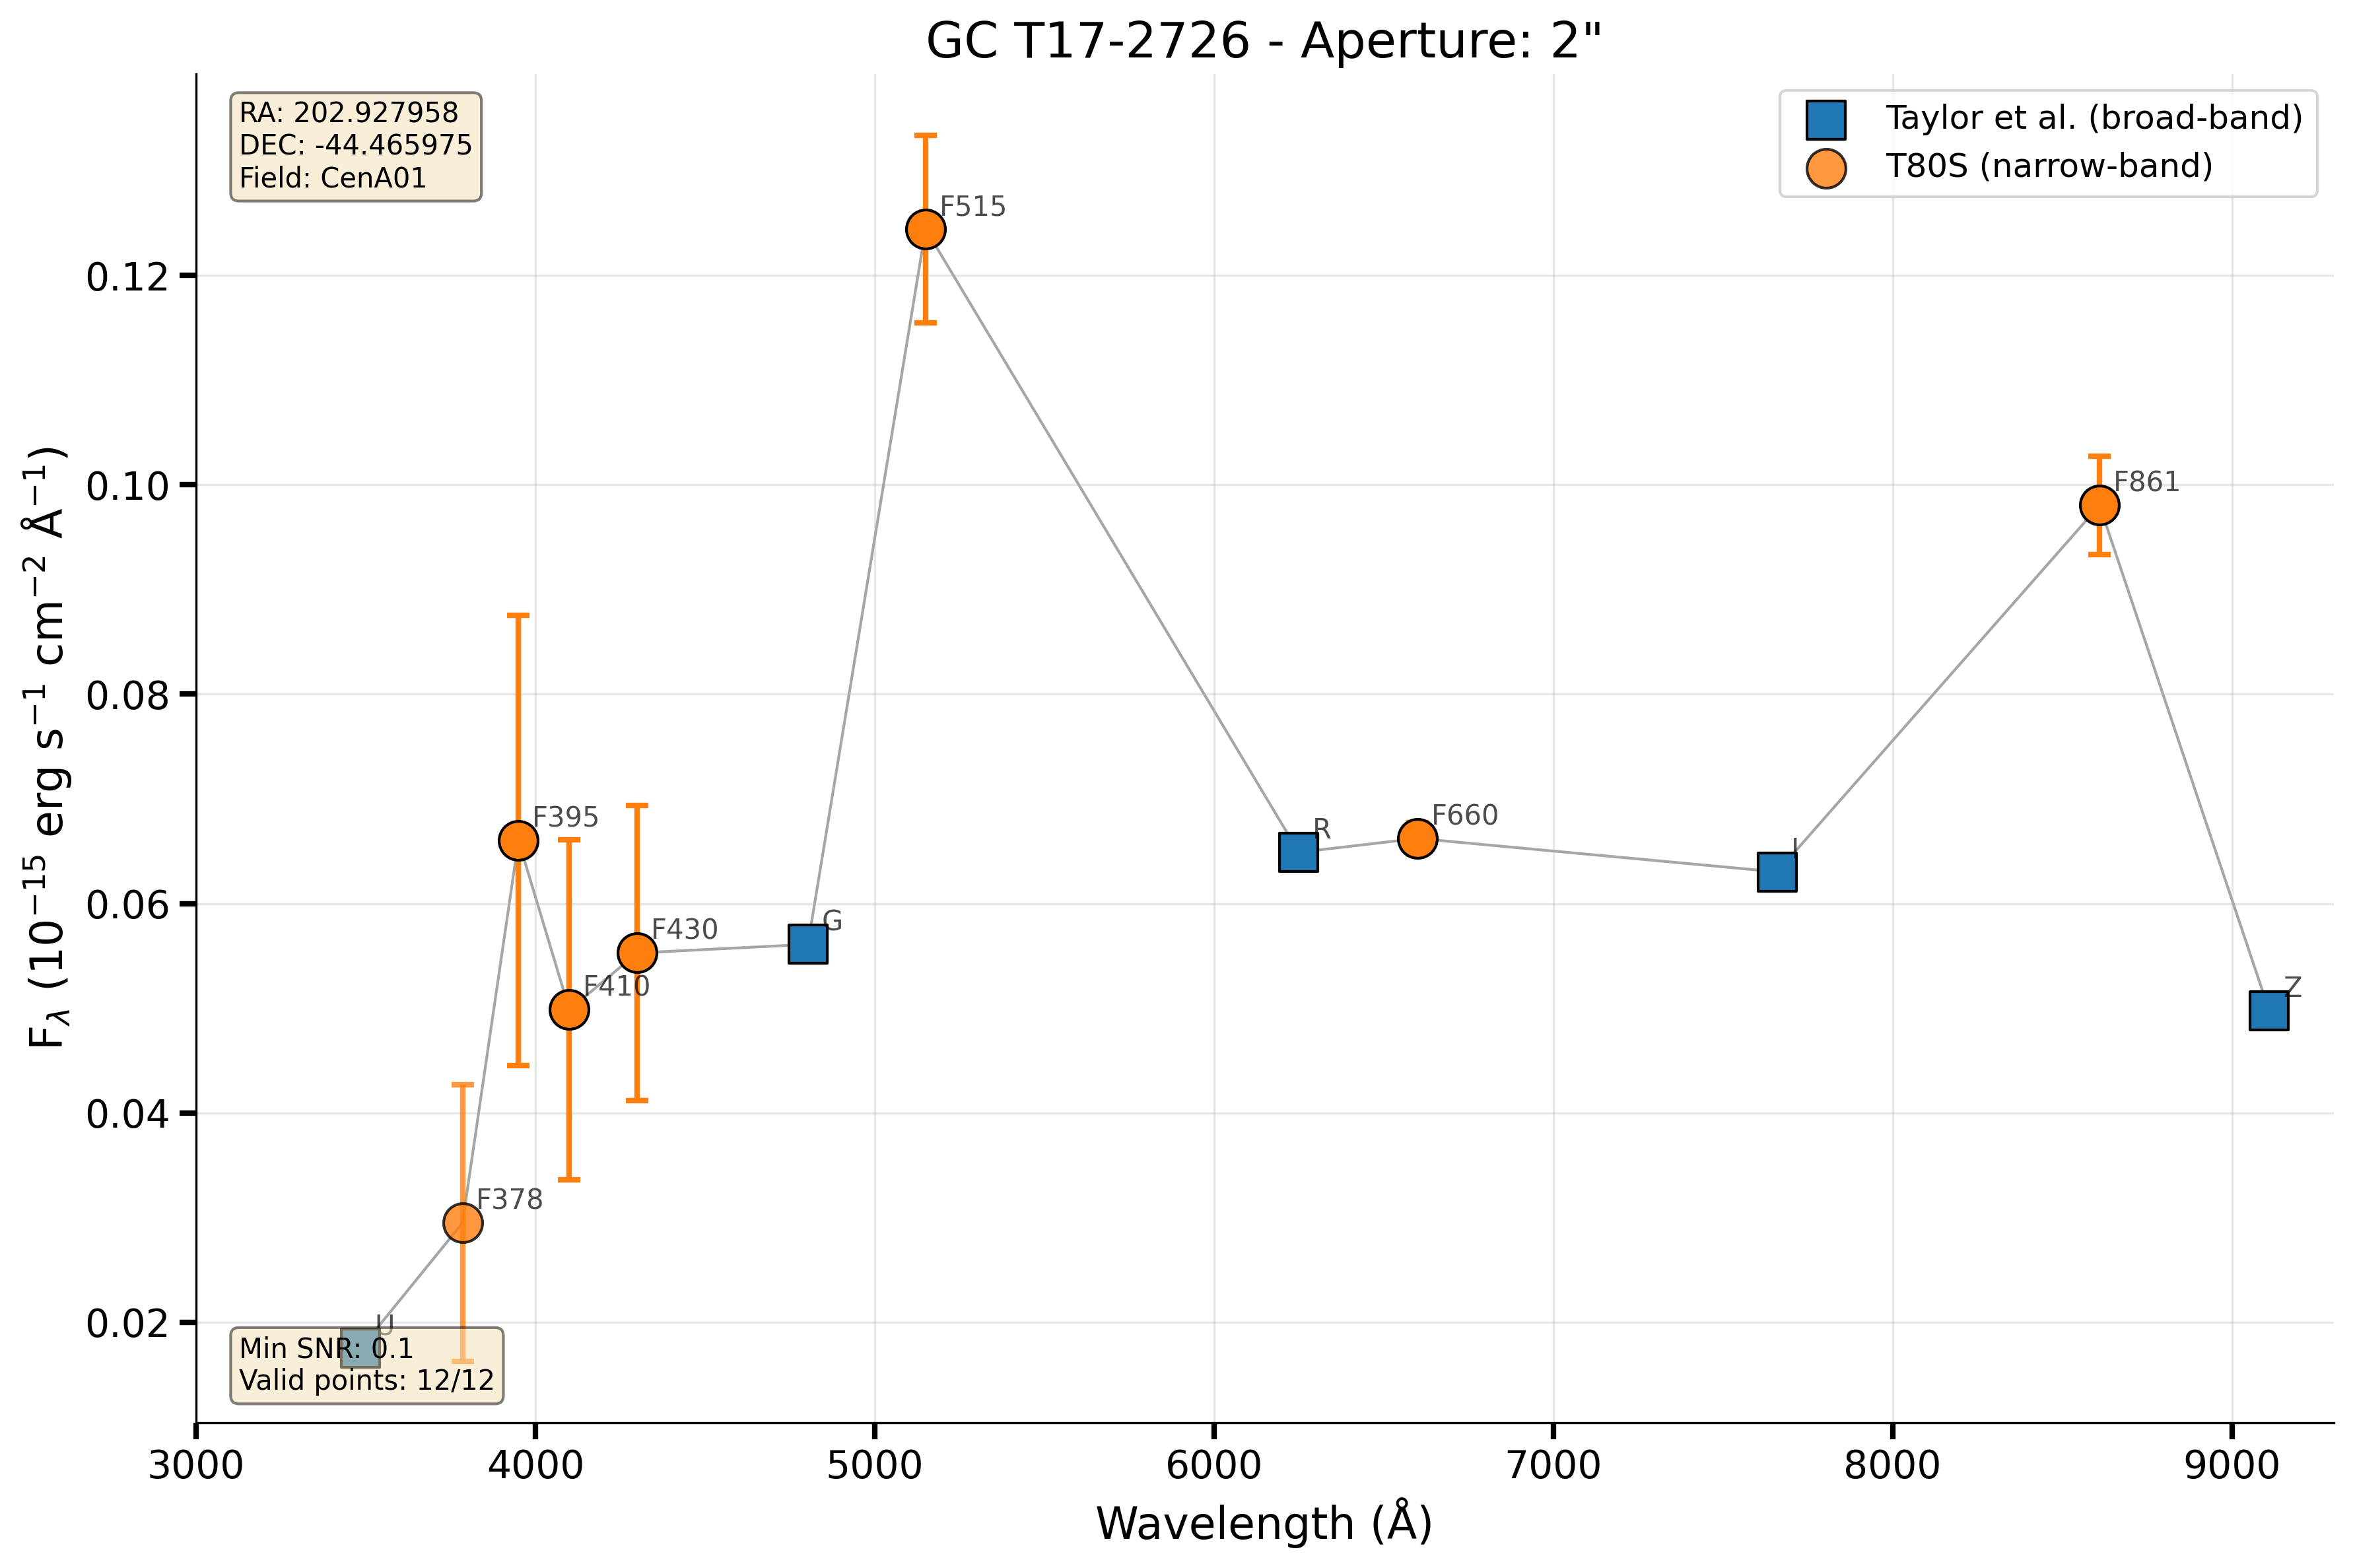 GC T17-2726 - Aperture: 2"
RA: 202.927958
DEC: -44.465975
Field: CenA01
Taylor et al. (broad-band)
T80S (narrow-band)
F515
0.12
F861
0.10
0.08
F395
F660
R
I
0.06
G
F430
F410
Z
0.04
F378
0.02
U
Min SNR: 0.1
Valid points: 12/12
3000 4000 5000 6000 7000 8000 9000
Wavelength (Å)
Fλ (10⁻¹⁵ erg s⁻¹ cm⁻² Å⁻¹)